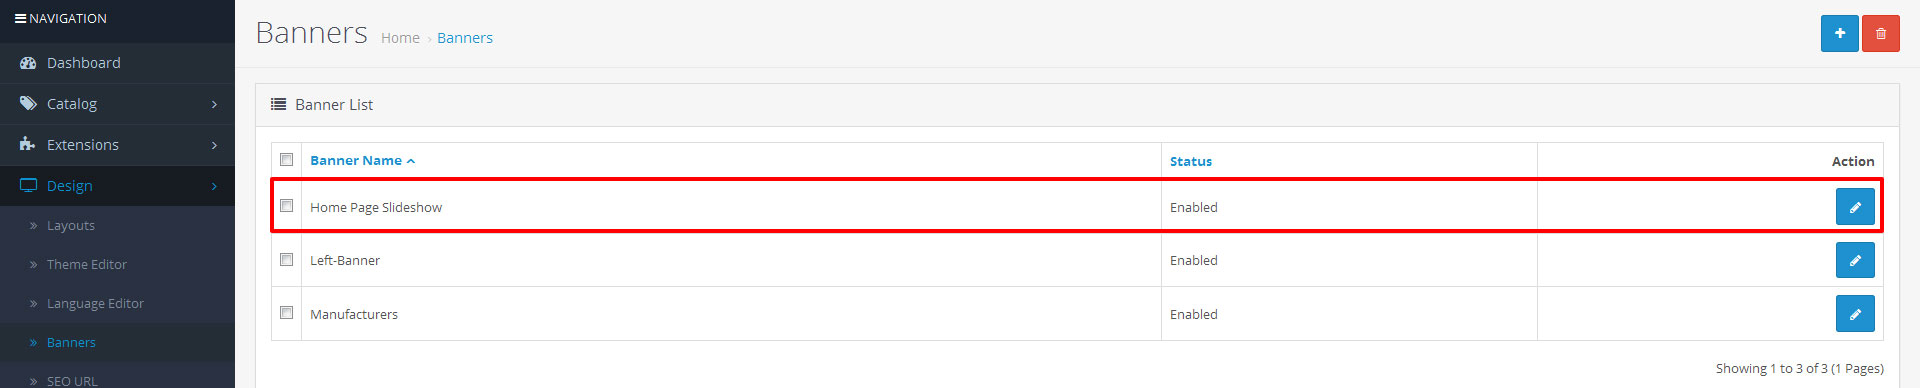 NAVIGATION
Dashboard
Catalog
Extensions
Design
Layouts
Theme Editor
Language Editor
Banners
SEO URL
Banners Home › Banners
Banner List
Banner Name Status Action
Home Page Slideshow Enabled
Left-Banner Enabled
Manufacturers Enabled
Showing 1 to 3 of 3 (1 Pages)